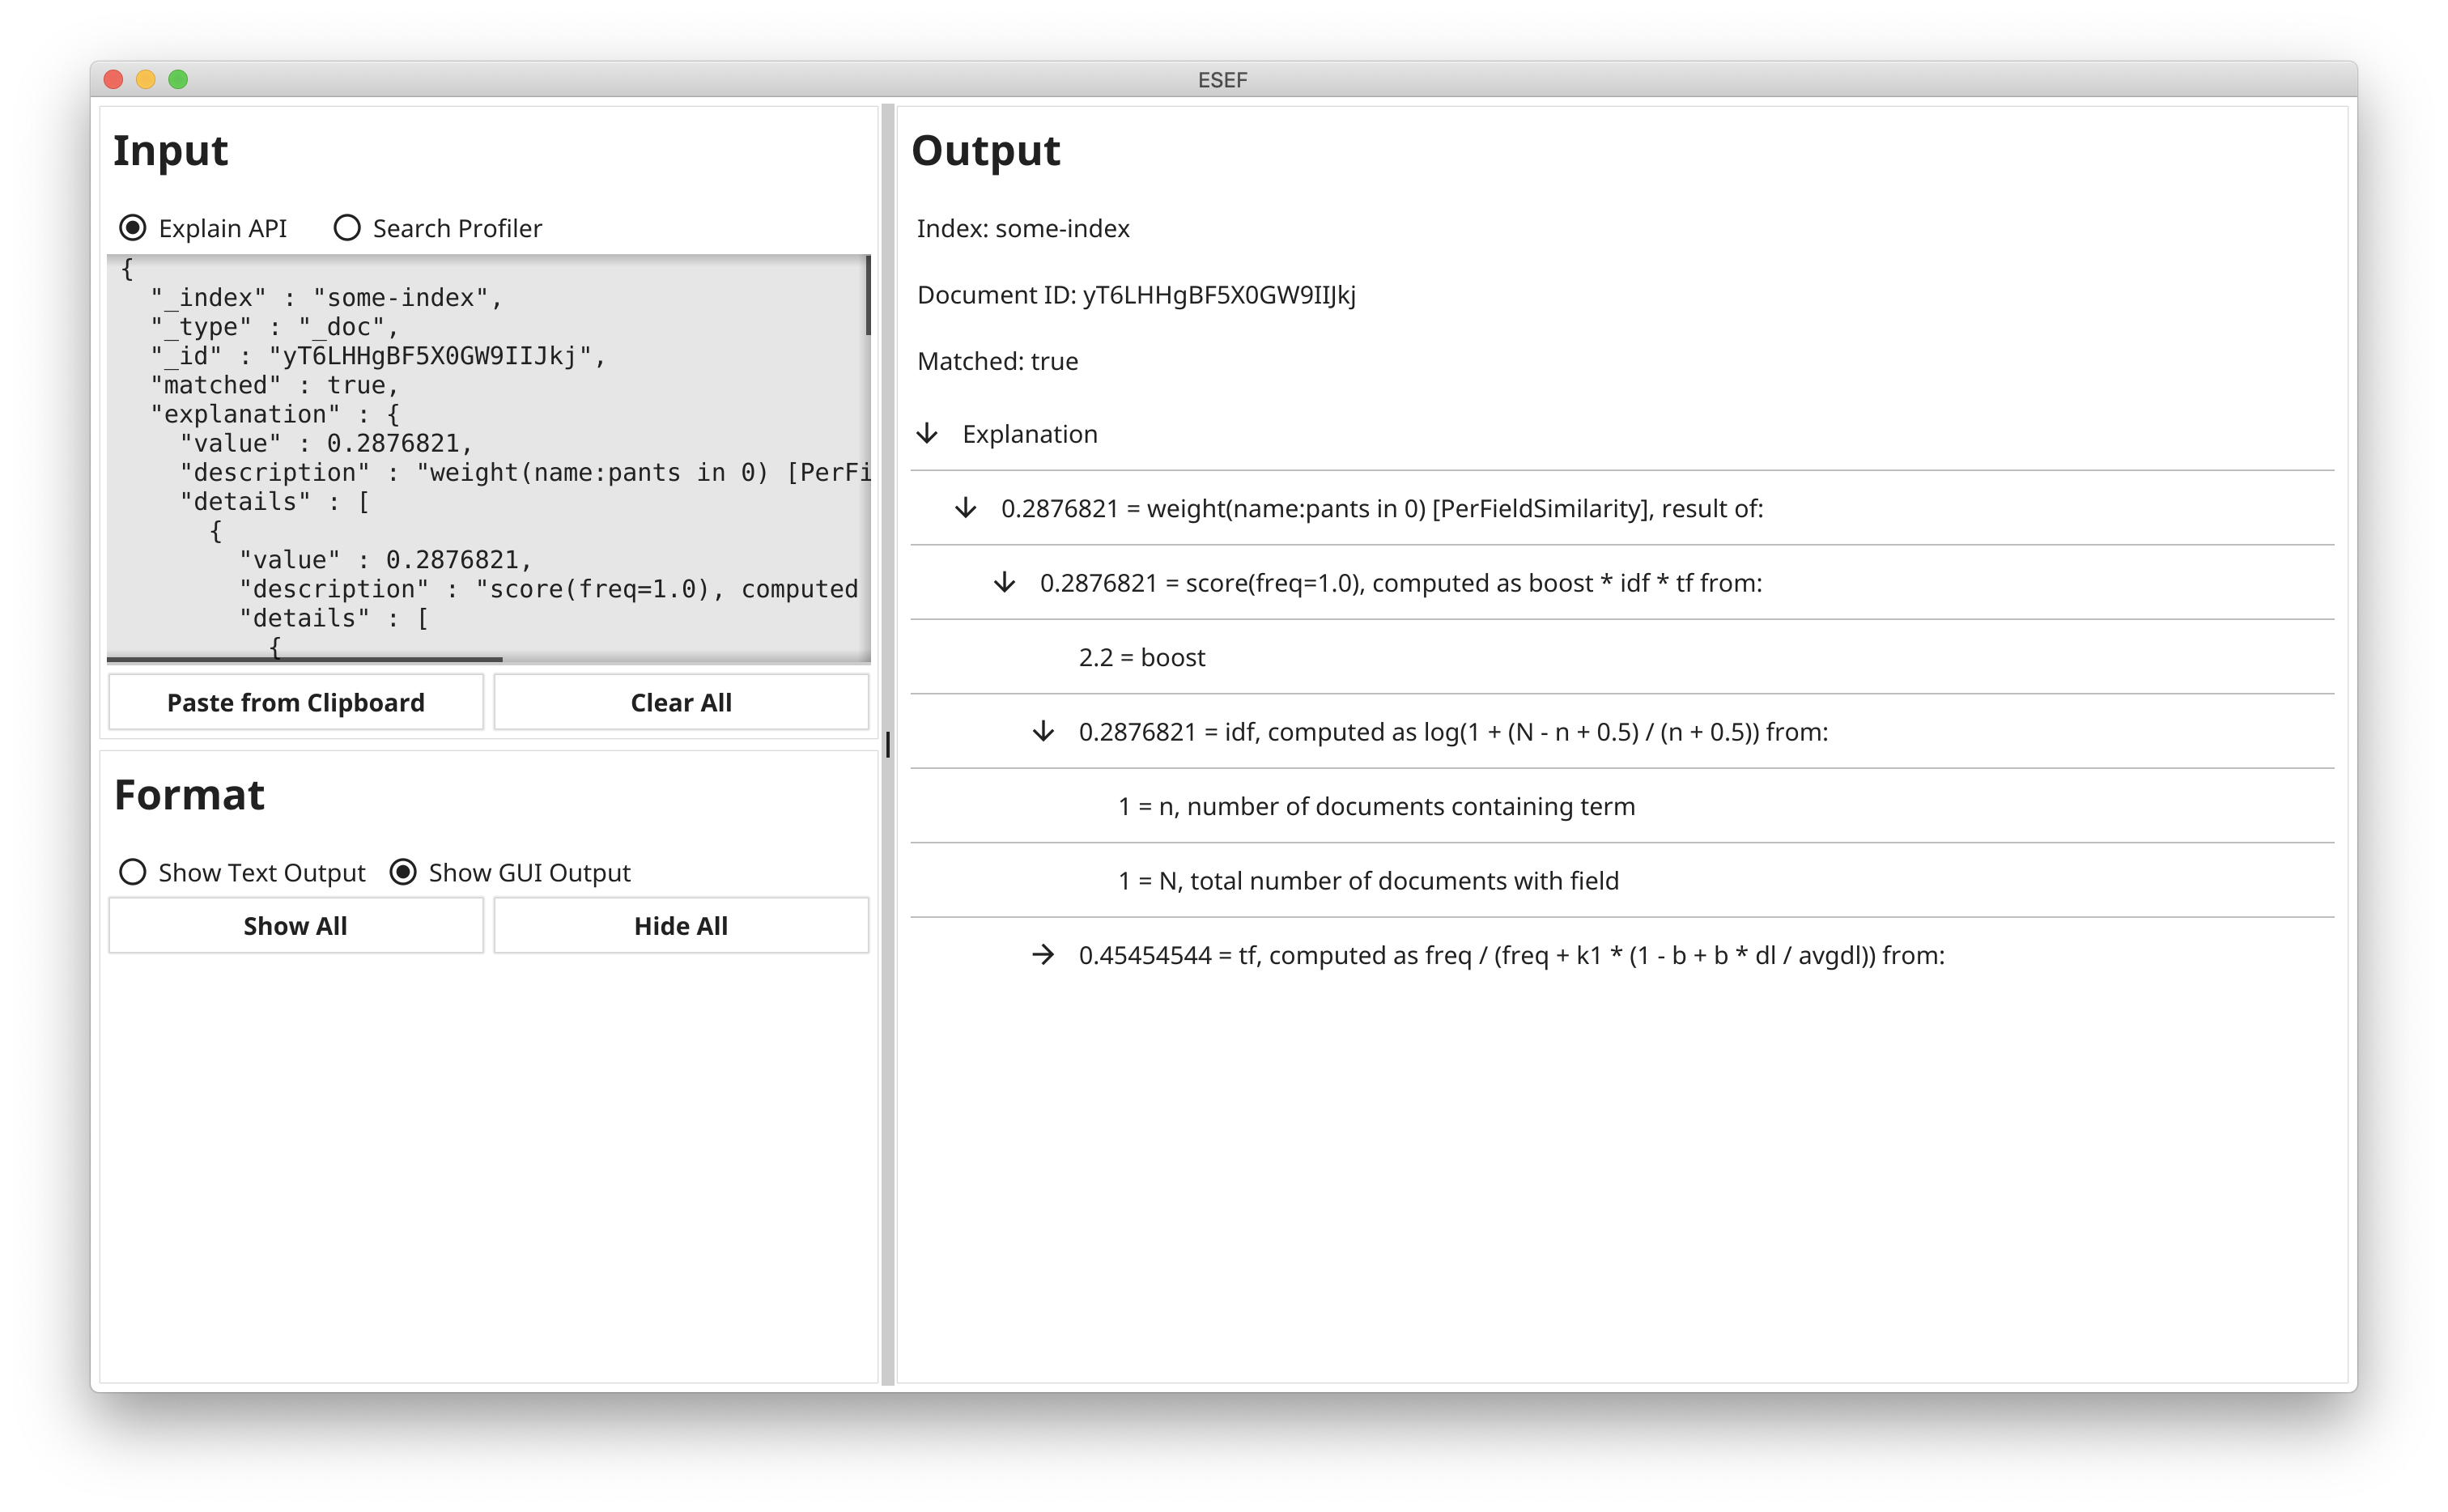 ESEF
Input
Explain API Search Profiler
{
"_index" : "some-index",
"_type" : "_doc",
"_id" : "yT6LHHgBF5X0GW9IIJkj",
"matched" : true,
"explanation" : {
"value" : 0.2876821,
"description" : "weight(name:pants in 0) [PerFi
"details" : [
{
"value" : 0.2876821,
"description" : "score(freq=1.0), computed
"details" : [
{
Paste from Clipboard Clear All
Format
Show Text Output Show GUI Output
Show All Hide All
Output
Index: some-index
Document ID: yT6LHHgBF5X0GW9IIJkj
Matched: true
Explanation
0.2876821 = weight(name:pants in 0) [PerFieldSimilarity], result of:
0.2876821 = score(freq=1.0), computed as boost * idf * tf from:
2.2 = boost
0.2876821 = idf, computed as log(1 + (N - n + 0.5) / (n + 0.5)) from:
1 = n, number of documents containing term
1 = N, total number of documents with field
0.45454544 = tf, computed as freq / (freq + k1 * (1 - b + b * dl / avgdl)) from: